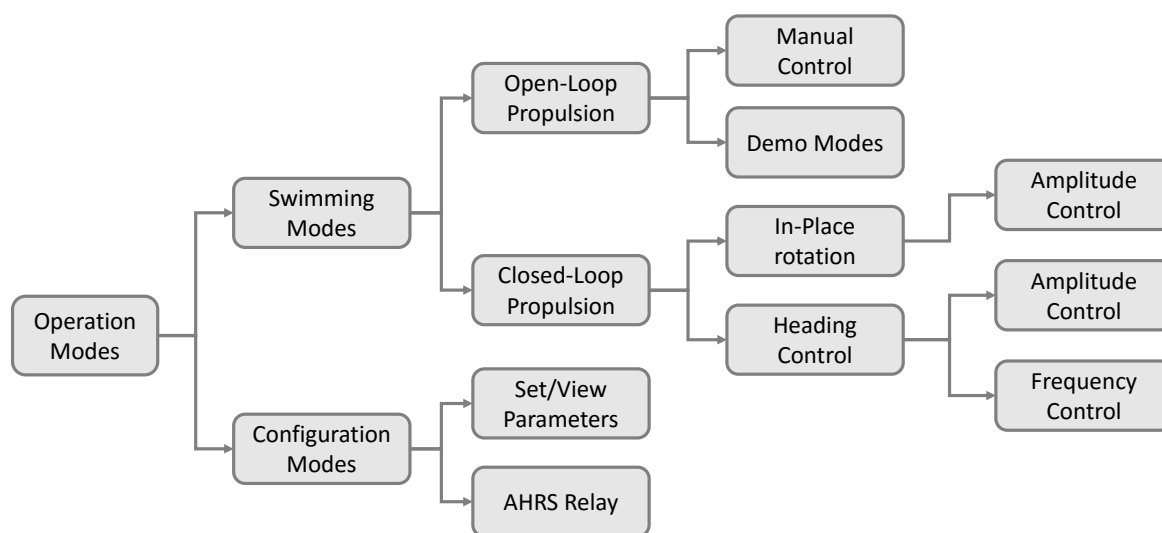 Manual
Control
Open-Loop
Propulsion
Demo Modes
Swimming
Modes
Amplitude
Control
In-Place
rotation
Closed-Loop
Propulsion
Amplitude
Control
Heading
Control
Operation
Modes
Frequency
Control
Set/View
Parameters
Configuration
Modes
AHRS Relay